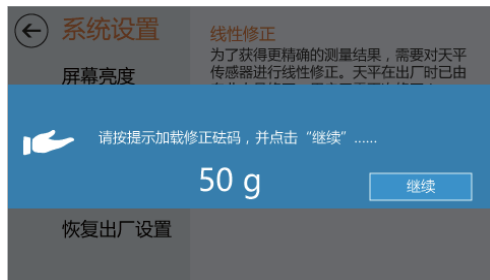 系统设置
线性修正
为了获得更精确的测量结果，需要对天平
屏幕亮度
传感器进行线性修正。天平在出厂时已由
请按提示加载修正砝码，并点击“继续”……
50 g
继续
恢复出厂设置